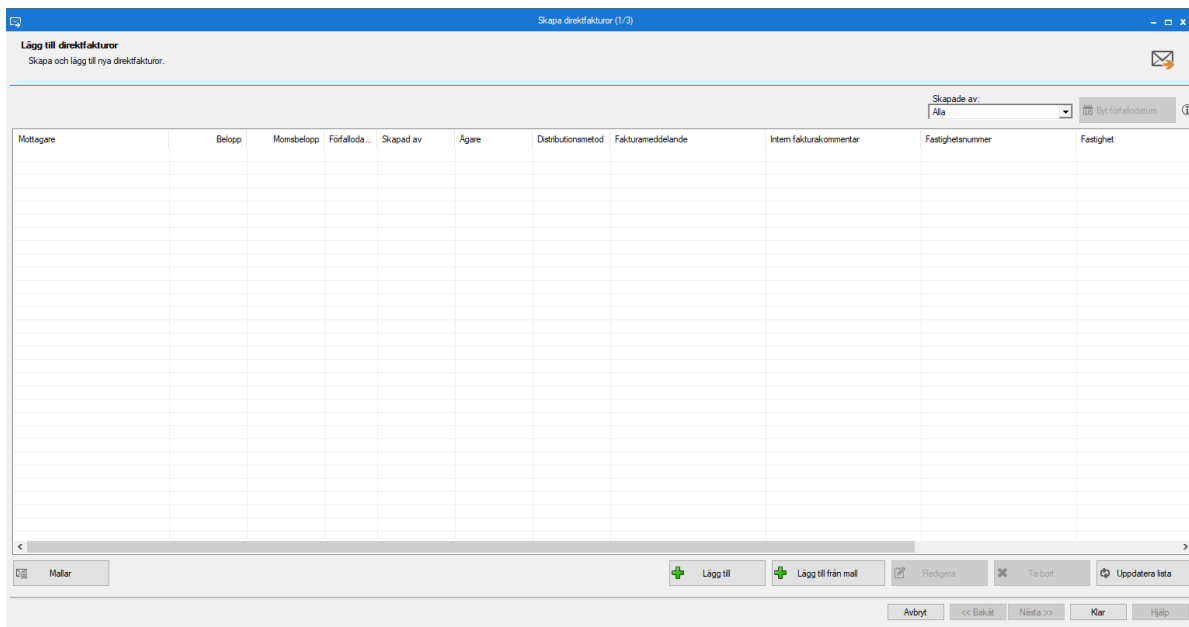 Skapa direktfakturor (1/3)
Lägg till direktfakturor
Skapa och lägg till nya direktfakturor.
Skapade av:
Alla
Byt förfallodatum
Mottagare Belopp Momsbelopp Förfalloda... Skapad av Ägare Distributionsmetod Fakturameddelande Intern fakturakommentar Fastighetsnummer Fastighet
Mallar Lägg till Lägg till från mall Redigera Ta bort Uppdatera lista
Avbryt << Bakåt Nästa >> Klar Hjälp